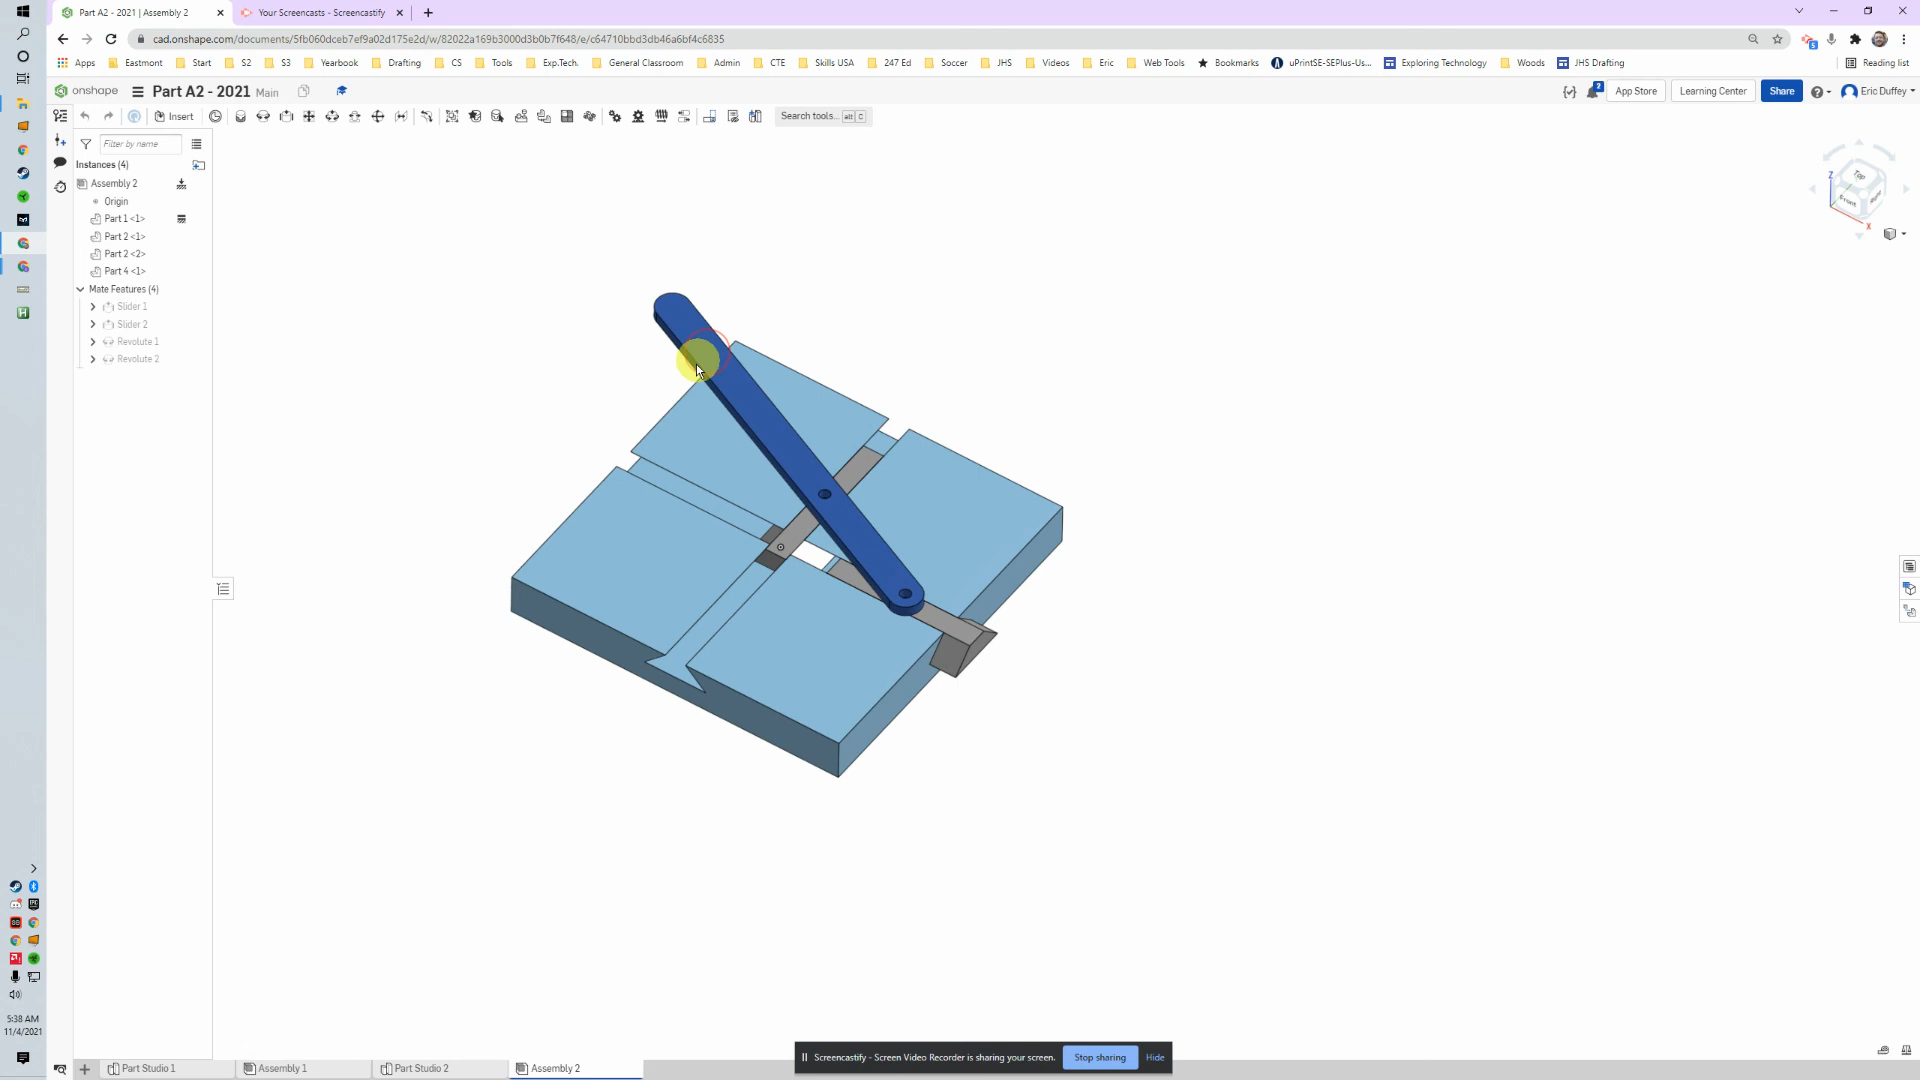 Part A2 - 2021 | Assembly 2
Your Screencasts - Screencastify
cad.onshape.com/documents/5fb060dceb7ef9a02d175e2d/w/82022a169b3000d3b0b7f648/e/c64710bbd3db46a6bf4c6835
Apps Eastmont Start S2 S3 Yearbook Drafting CS Tools Exp.Tech. General Classroom Admin CTE Skills USA 247 Ed Soccer JHS Videos Eric Web Tools Bookmarks uPrintSE-SEPlus-Us... Exploring Technology Woods JHS Drafting Reading list
onshape Part A2 - 2021 Main 2 App Store Learning Center Share Eric Duffey
Insert Search tools... alt C
Filter by name
Instances (4)
Assembly 2
Origin
Part 1 <1>
Part 2 <1>
Part 2 <2>
Part 4 <1>
Mate Features (4)
Slider 1
Slider 2
Revolute 1
Revolute 2
Top
Front
Right
Z
X
5:38 AM
11/4/2021
Screencastify - Screen Video Recorder is sharing your screen. Stop sharing Hide
Part Studio 1 Assembly 1 Part Studio 2 Assembly 2